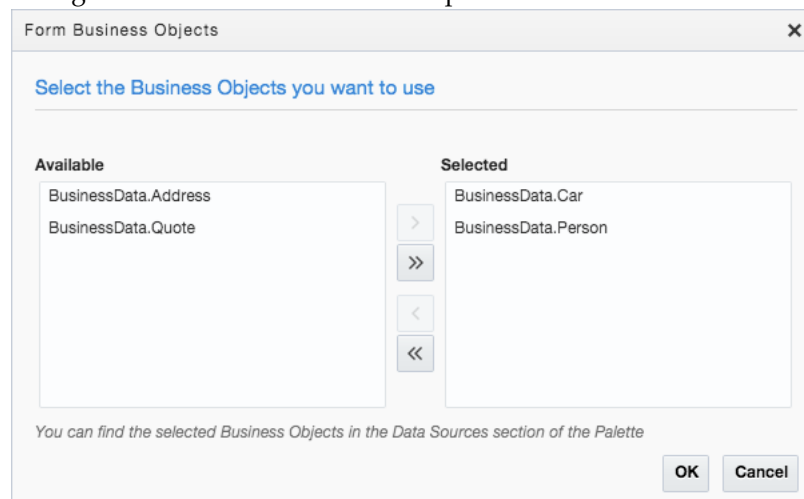 Form Business Objects
Select the Business Objects you want to use
Available Selected
BusinessData.Address BusinessData.Car
BusinessData.Quote BusinessData.Person
You can find the selected Business Objects in the Data Sources section of the Palette
OK Cancel